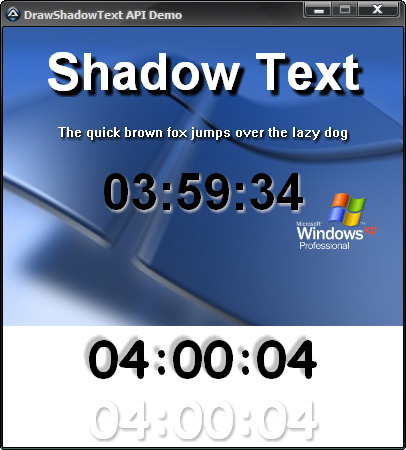 DrawShadowText API Demo
Shadow Text
The quick brown fox jumps over the lazy dog
03:59:34
Microsoft
Windows XP
Professional
04:00:04
04:00:04